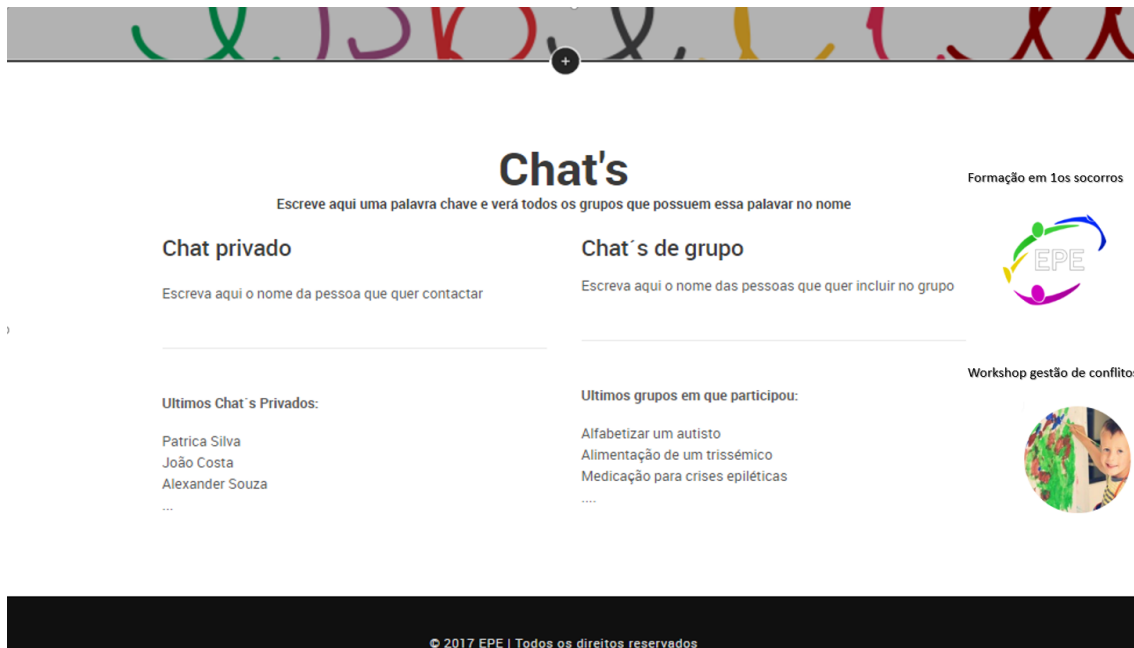 +
Chat's
Escreve aqui uma palavra chave e verá todos os grupos que possuem essa palavar no nome
Chat privado
Escreva aqui o nome da pessoa que quer contactar
Ultimos Chat´s Privados:
Patrica Silva
João Costa
Alexander Souza
...
Chat´s de grupo
Escreva aqui o nome das pessoas que quer incluir no grupo
Ultimos grupos em que participou:
Alfabetizar um autisto
Alimentação de um trissémico
Medicação para crises epiléticas
....
Formação em 1os socorros
EPE
Workshop gestão de conflitos
© 2017 EPE | Todos os direitos reservados